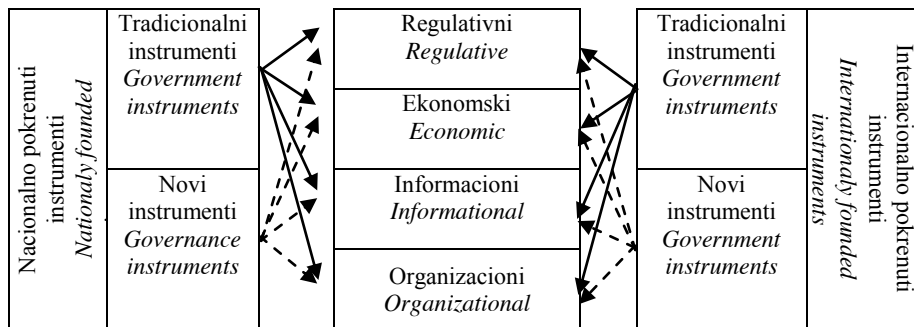 Nacionalno pokrenuti
instrumenti
Nationaly founded
instruments
Tradicionalni
instrumenti
Government
instruments
Novi
instrumenti
Governance
instruments
Regulativni
Regulative
Ekonomski
Economic
Informacioni
Informational
Organizacioni
Organizational
Tradicionalni
instrumenti
Government
instruments
Novi
instrumenti
Government
instruments
Internacionalno pokrenuti
instrumenti
Internationaly founded
instruments